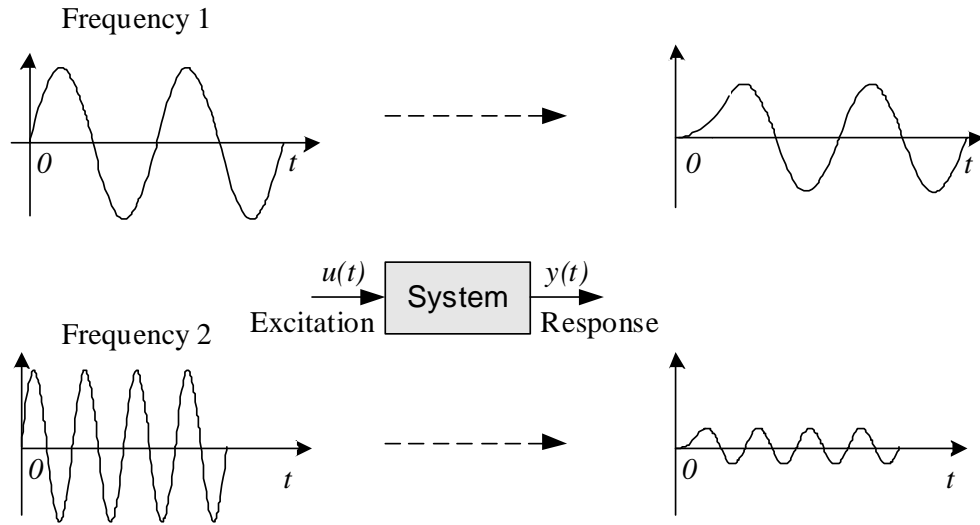 Frequency 1
0
t
0
t
u(t)
System
y(t)
Excitation
Response
Frequency 2
0
t
0
t